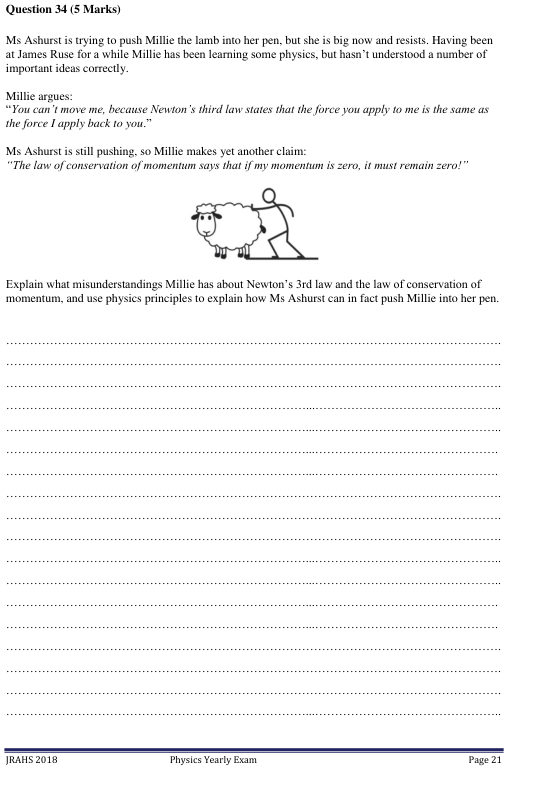 Question 34 (5 Marks)
Ms Ashurst is trying to push Millie the lamb into her pen, but she is big now and resists. Having been
at James Ruse for a while Millie has been learning some physics, but hasn't understood a number of
important ideas correctly.
Millie argues:
"You can't move me, because Newton's third law states that the force you apply to me is the same as
the force I apply back to you."
Ms Ashurst is still pushing, so Millie makes yet another claim:
"The law of conservation of momentum says that if my momentum is zero, it must remain zero!"
Explain what misunderstandings Millie has about Newton's 3rd law and the law of conservation of
momentum, and use physics principles to explain how Ms Ashurst can in fact push Millie into her pen.
JRAHS 2018 Physics Yearly Exam Page 21